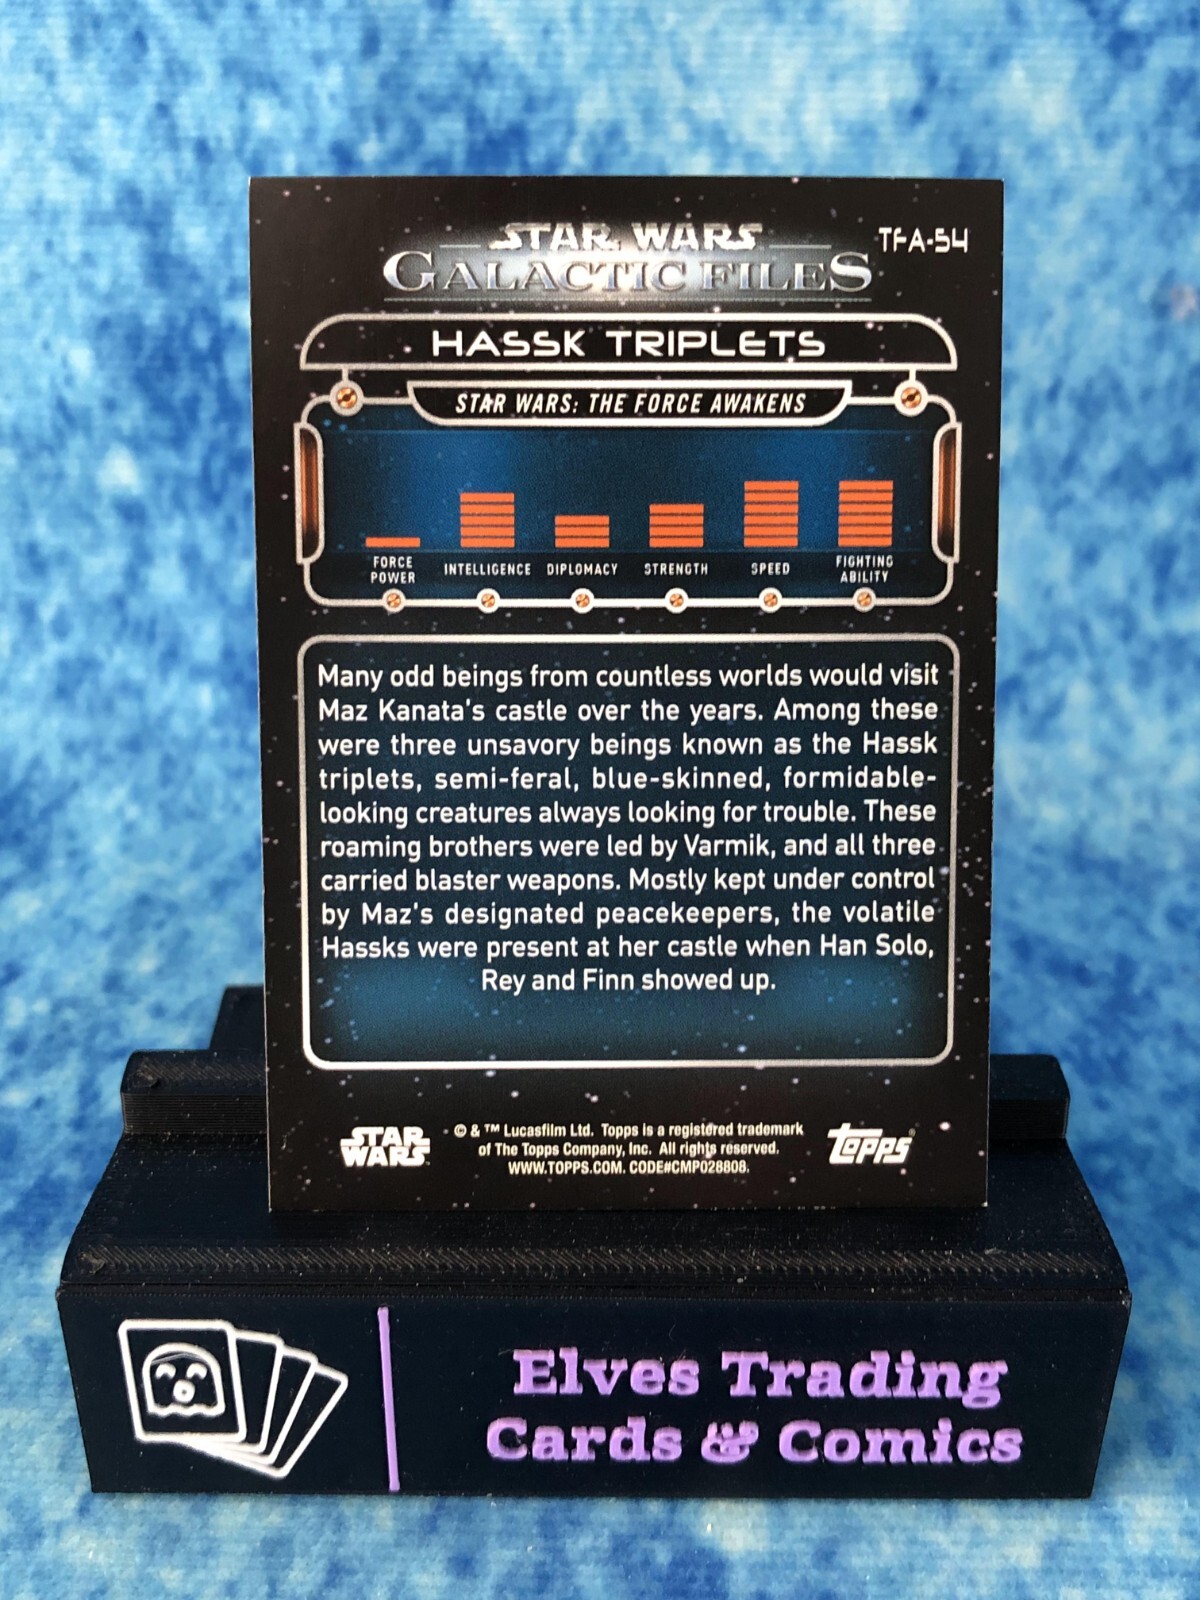 STAR WARS
TFA-54
GALACTIC FILES
HASSK TRIPLETS
STAR WARS: THE FORCE AWAKENS
FORCE POWER
INTELLIGENCE
DIPLOMACY
STRENGTH
SPEED
FIGHTING ABILITY
Many odd beings from countless worlds would visit
Maz Kanata's castle over the years. Among these
were three unsavory beings known as the Hassk
triplets, semi-feral, blue-skinned, formidable-
looking creatures always looking for trouble. These
roaming brothers were led by Varmik, and all three
carried blaster weapons. Mostly kept under control
by Maz's designated peacekeepers, the volatile
Hassks were present at her castle when Han Solo,
Rey and Finn showed up.
STAR
WARS
© & ™ Lucasfilm Ltd. Topps is a registered trademark
of The Topps Company, Inc. All rights reserved.
WWW.TOPPS.COM. CODE#CMP028808.
TOPPS®
Elves Trading
Cards & Comics